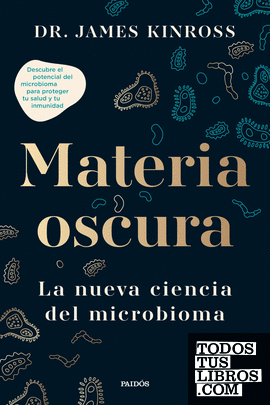 DR. JAMES KINROSS
Descubre el
potencial del
microbioma
para proteger
tu salud y tu
inmunidad
Materia
oscura
La nueva ciencia
del microbioma
PAIDÓS
TODOS
TUS
LIBROS
.COM